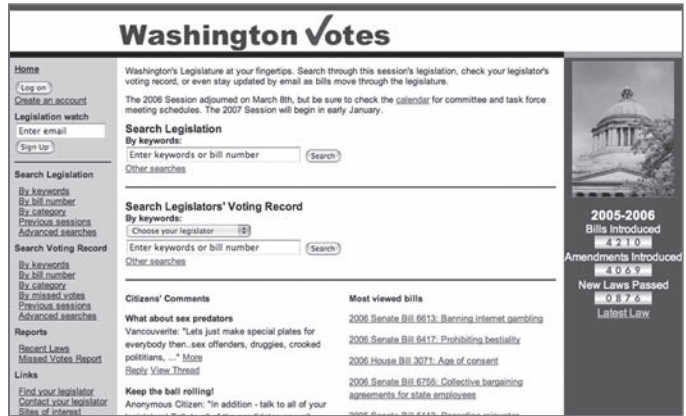 Washington Votes
Home
Log on
Create an account
Legislation watch
Enter email
Sign Up
Search Legislation
By keywords
By bill number
By category
Previous sessions
Advanced searches
Search Voting Record
By keywords
By bill number
By category
By missed votes
Previous sessions
Advanced searches
Reports
Recent Laws
Missed Votes Report
Links
Find your legislator
Contact your legislator
Sites of interest
Washington's Legislature at your fingertips. Search through this session's legislation, check your legislator's
voting record, or even stay updated by email as bills move through the legislature.
The 2006 Session adjourned on March 8th, but be sure to check the calendar for committee and task force
meeting schedules. The 2007 Session will begin in early January.
Search Legislation
By keywords:
Enter keywords or bill number
Search
Other searches
Search Legislators' Voting Record
By keywords:
Choose your legislator
Enter keywords or bill number
Search
Other searches
Citizens' Comments
What about sex predators
Vancouverite: "Lets just make special plates for
everybody then..sex offenders, druggies, crooked
polititians, ..." More
Reply View Thread
Keep the ball rolling!
Anonymous Citizen: "In addition - talk to all of your
Most viewed bills
2006 Senate Bill 6613: Banning internet gambling
2006 Senate Bill 6417: Prohibiting bestiality
2006 House Bill 3071: Age of consent
2006 Senate Bill 6756: Collective bargaining
agreements for state employees
2005-2006
Bills Introduced
4210
Amendments Introduced
4069
New Laws Passed
0876
Latest Law